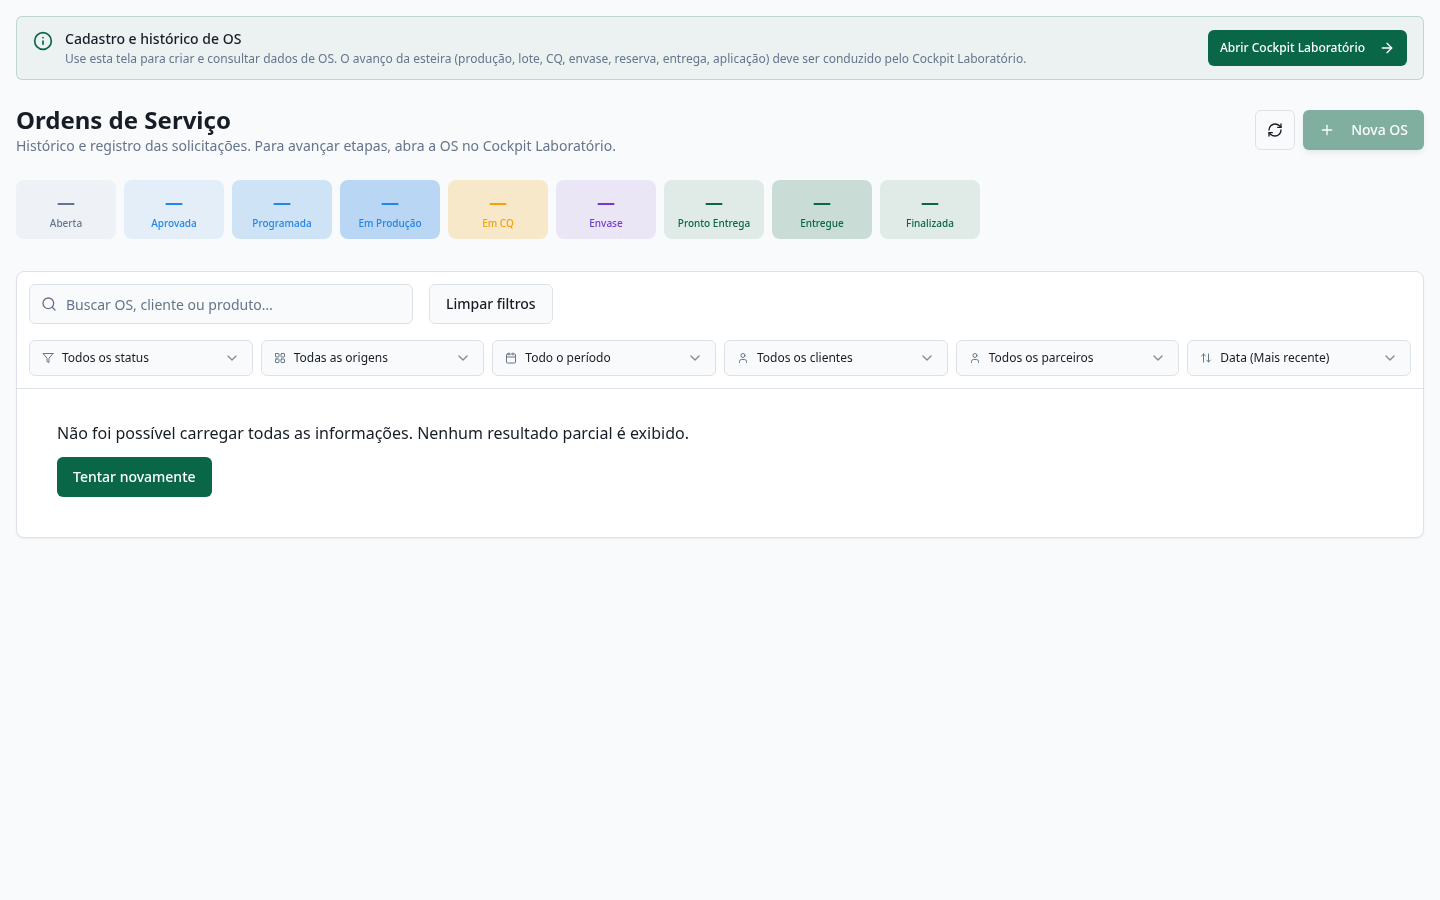 Cadastro e histórico de OS
Use esta tela para criar e consultar dados de OS. O avanço da esteira (produção, lote, CQ, envase, reserva, entrega, aplicação) deve ser conduzido pelo Cockpit Laboratório.
Abrir Cockpit Laboratório
Ordens de Serviço
Histórico e registro das solicitações. Para avançar etapas, abra a OS no Cockpit Laboratório.
Nova OS
— — — — — — — — —
Aberta Aprovada Programada Em Produção Em CQ Envase Pronto Entrega Entregue Finalizada
Buscar OS, cliente ou produto...
Limpar filtros
Todos os status Todas as origens Todo o período Todos os clientes Todos os parceiros Data (Mais recente)
Não foi possível carregar todas as informações. Nenhum resultado parcial é exibido.
Tentar novamente